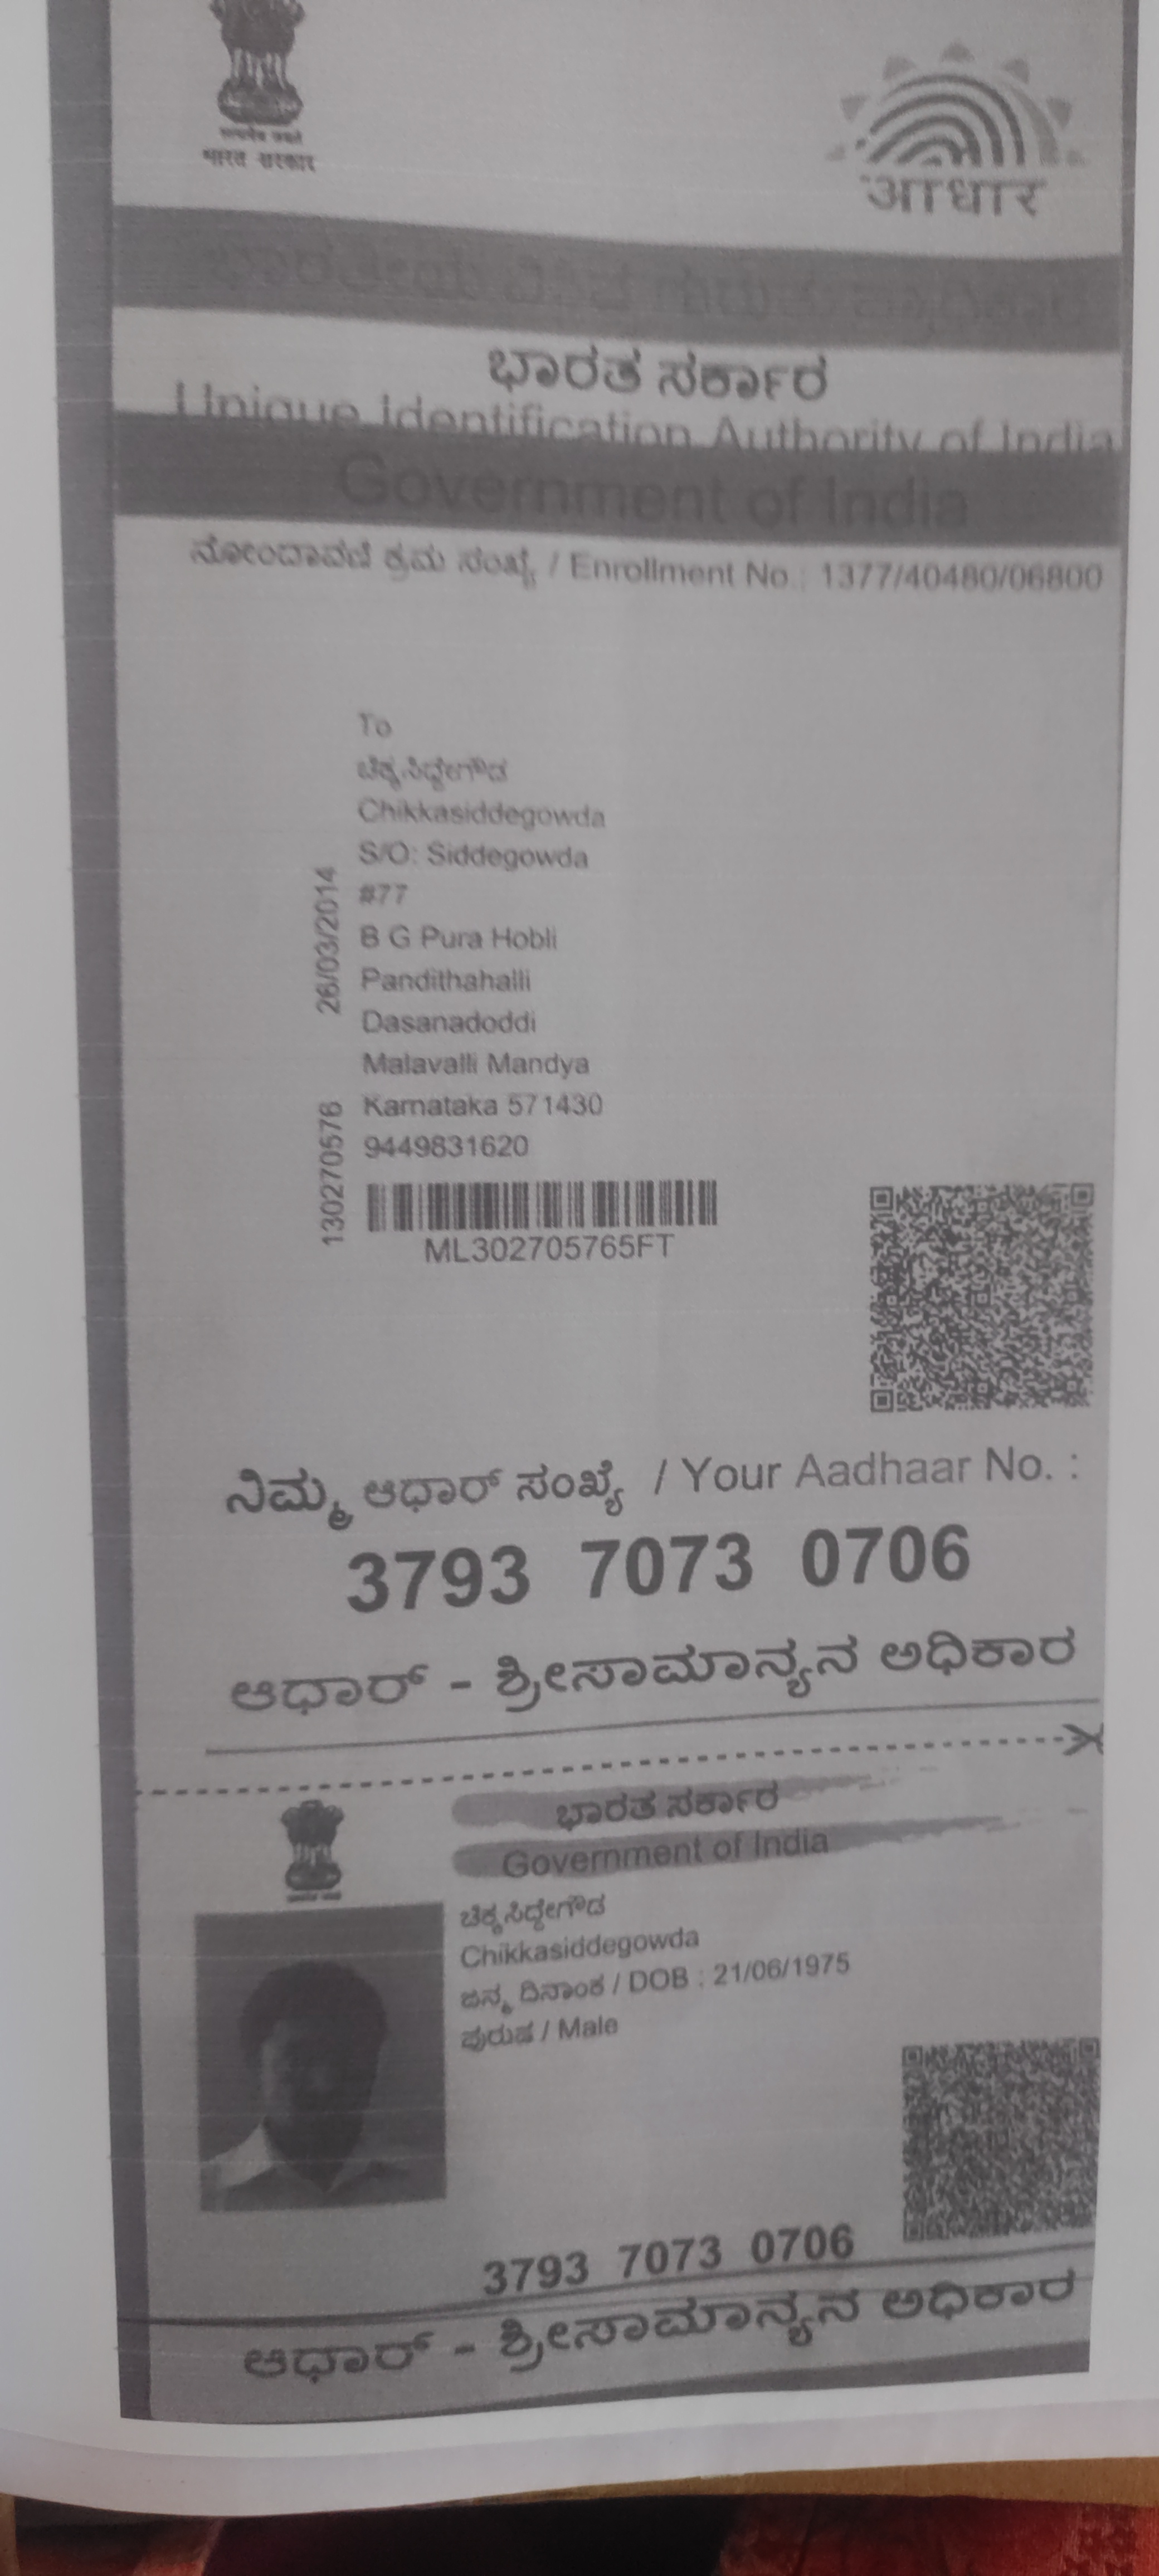 भारत सरकार
आधार
ಭಾರತ ಸರ್ಕಾರ
Unique Identification Authority of India
Government of India
ನೋಂದಾವಣೆ ಕ್ರಮ ಸಂಖ್ಯೆ / Enrollment No.: 1377/40480/06800
To
ಚಿಕ್ಕಸಿದ್ದೇಗೌಡ
Chikkasiddegowda
S/O: Siddegowda
#77
B G Pura Hobli
Pandithahalli
Dasanadoddi
Malavalli Mandya
Karnataka 571430
9449831620
26/03/2014
130270576
ML302705765FT
ನಿಮ್ಮ ಆಧಾರ್ ಸಂಖ್ಯೆ / Your Aadhaar No. :
3793 7073 0706
ಆಧಾರ್ - ಶ್ರೀಸಾಮಾನ್ಯನ ಅಧಿಕಾರ
ಭಾರತ ಸರ್ಕಾರ
Government of India
ಚಿಕ್ಕಸಿದ್ದೇಗೌಡ
Chikkasiddegowda
ಜನ್ಮ ದಿನಾಂಕ / DOB : 21/06/1975
ಪುರುಷ / Male
3793 7073 0706
ಆಧಾರ್ - ಶ್ರೀಸಾಮಾನ್ಯನ ಅಧಿಕಾರ